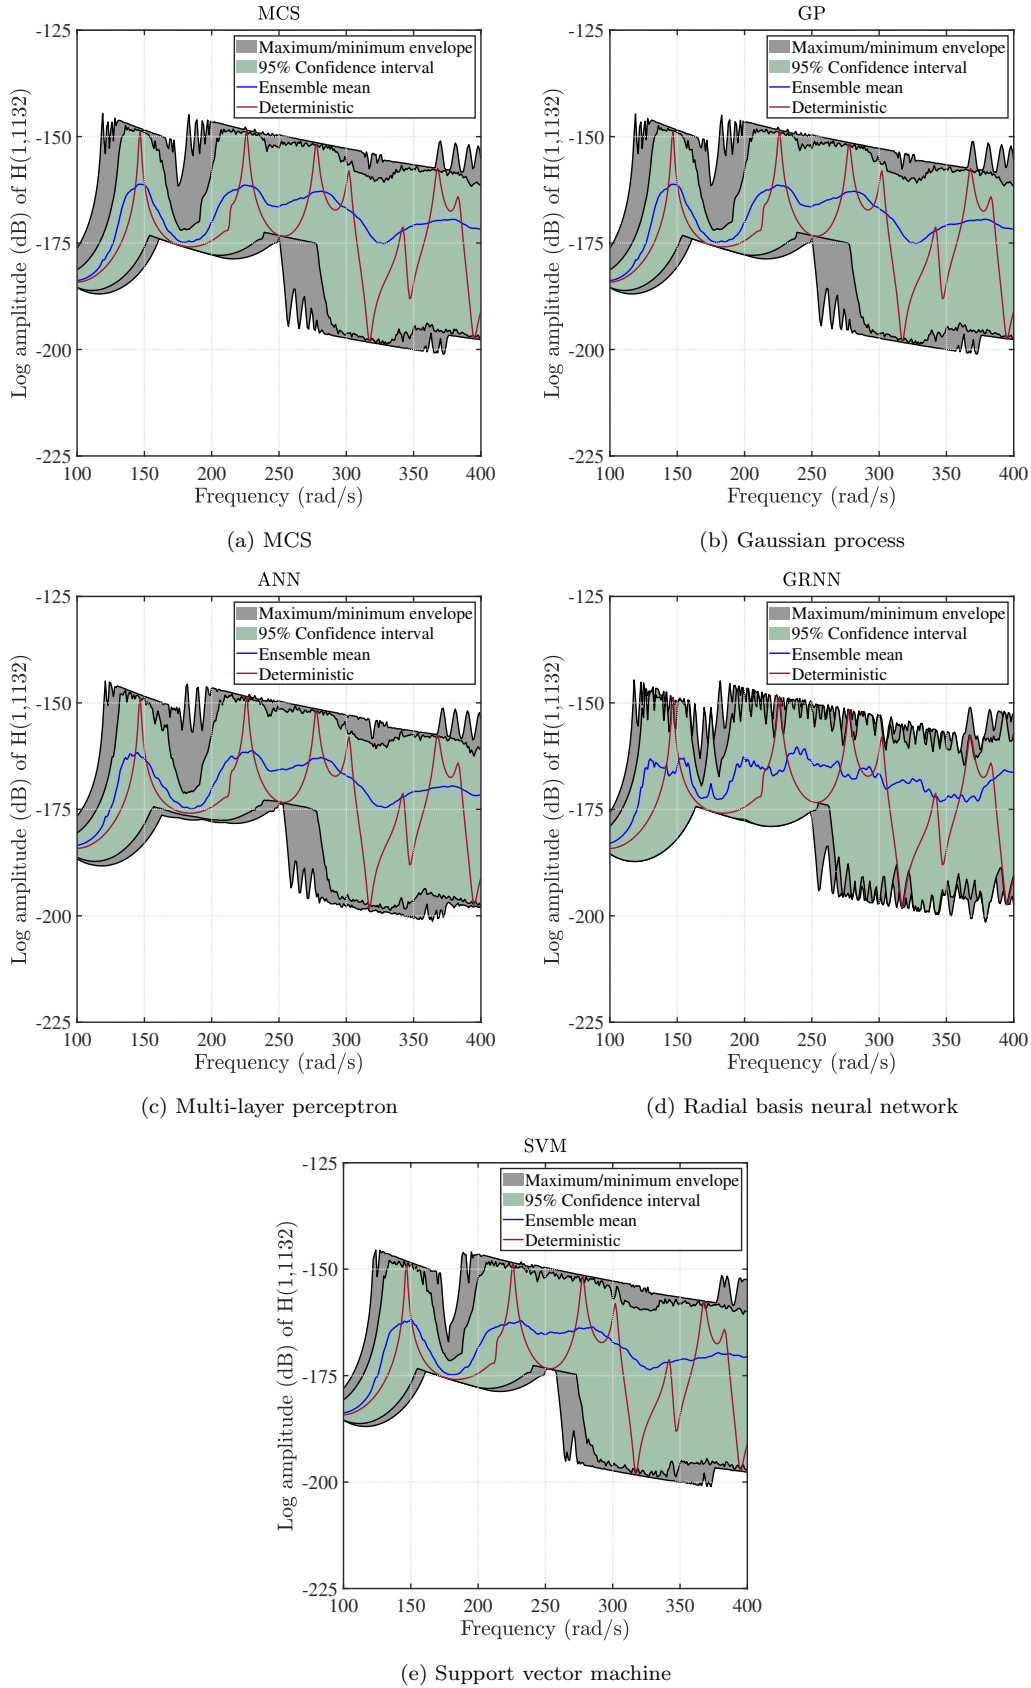 MCS
-125
-150
-175
-200
-225
100 150 200 250 300 350 400
Log amplitude (dB) of H(1,1132)
Frequency (rad/s)
Maximum/minimum envelope
95% Confidence interval
Ensemble mean
Deterministic
(a) MCS
GP
-125
-150
-175
-200
-225
100 150 200 250 300 350 400
Log amplitude (dB) of H(1,1132)
Frequency (rad/s)
Maximum/minimum envelope
95% Confidence interval
Ensemble mean
Deterministic
(b) Gaussian process
ANN
-125
-150
-175
-200
-225
100 150 200 250 300 350 400
Log amplitude (dB) of H(1,1132)
Frequency (rad/s)
Maximum/minimum envelope
95% Confidence interval
Ensemble mean
Deterministic
(c) Multi-layer perceptron
GRNN
-125
-150
-175
-200
-225
100 150 200 250 300 350 400
Log amplitude (dB) of H(1,1132)
Frequency (rad/s)
Maximum/minimum envelope
95% Confidence interval
Ensemble mean
Deterministic
(d) Radial basis neural network
SVM
-125
-150
-175
-200
-225
100 150 200 250 300 350 400
Log amplitude (dB) of H(1,1132)
Frequency (rad/s)
Maximum/minimum envelope
95% Confidence interval
Ensemble mean
Deterministic
(e) Support vector machine